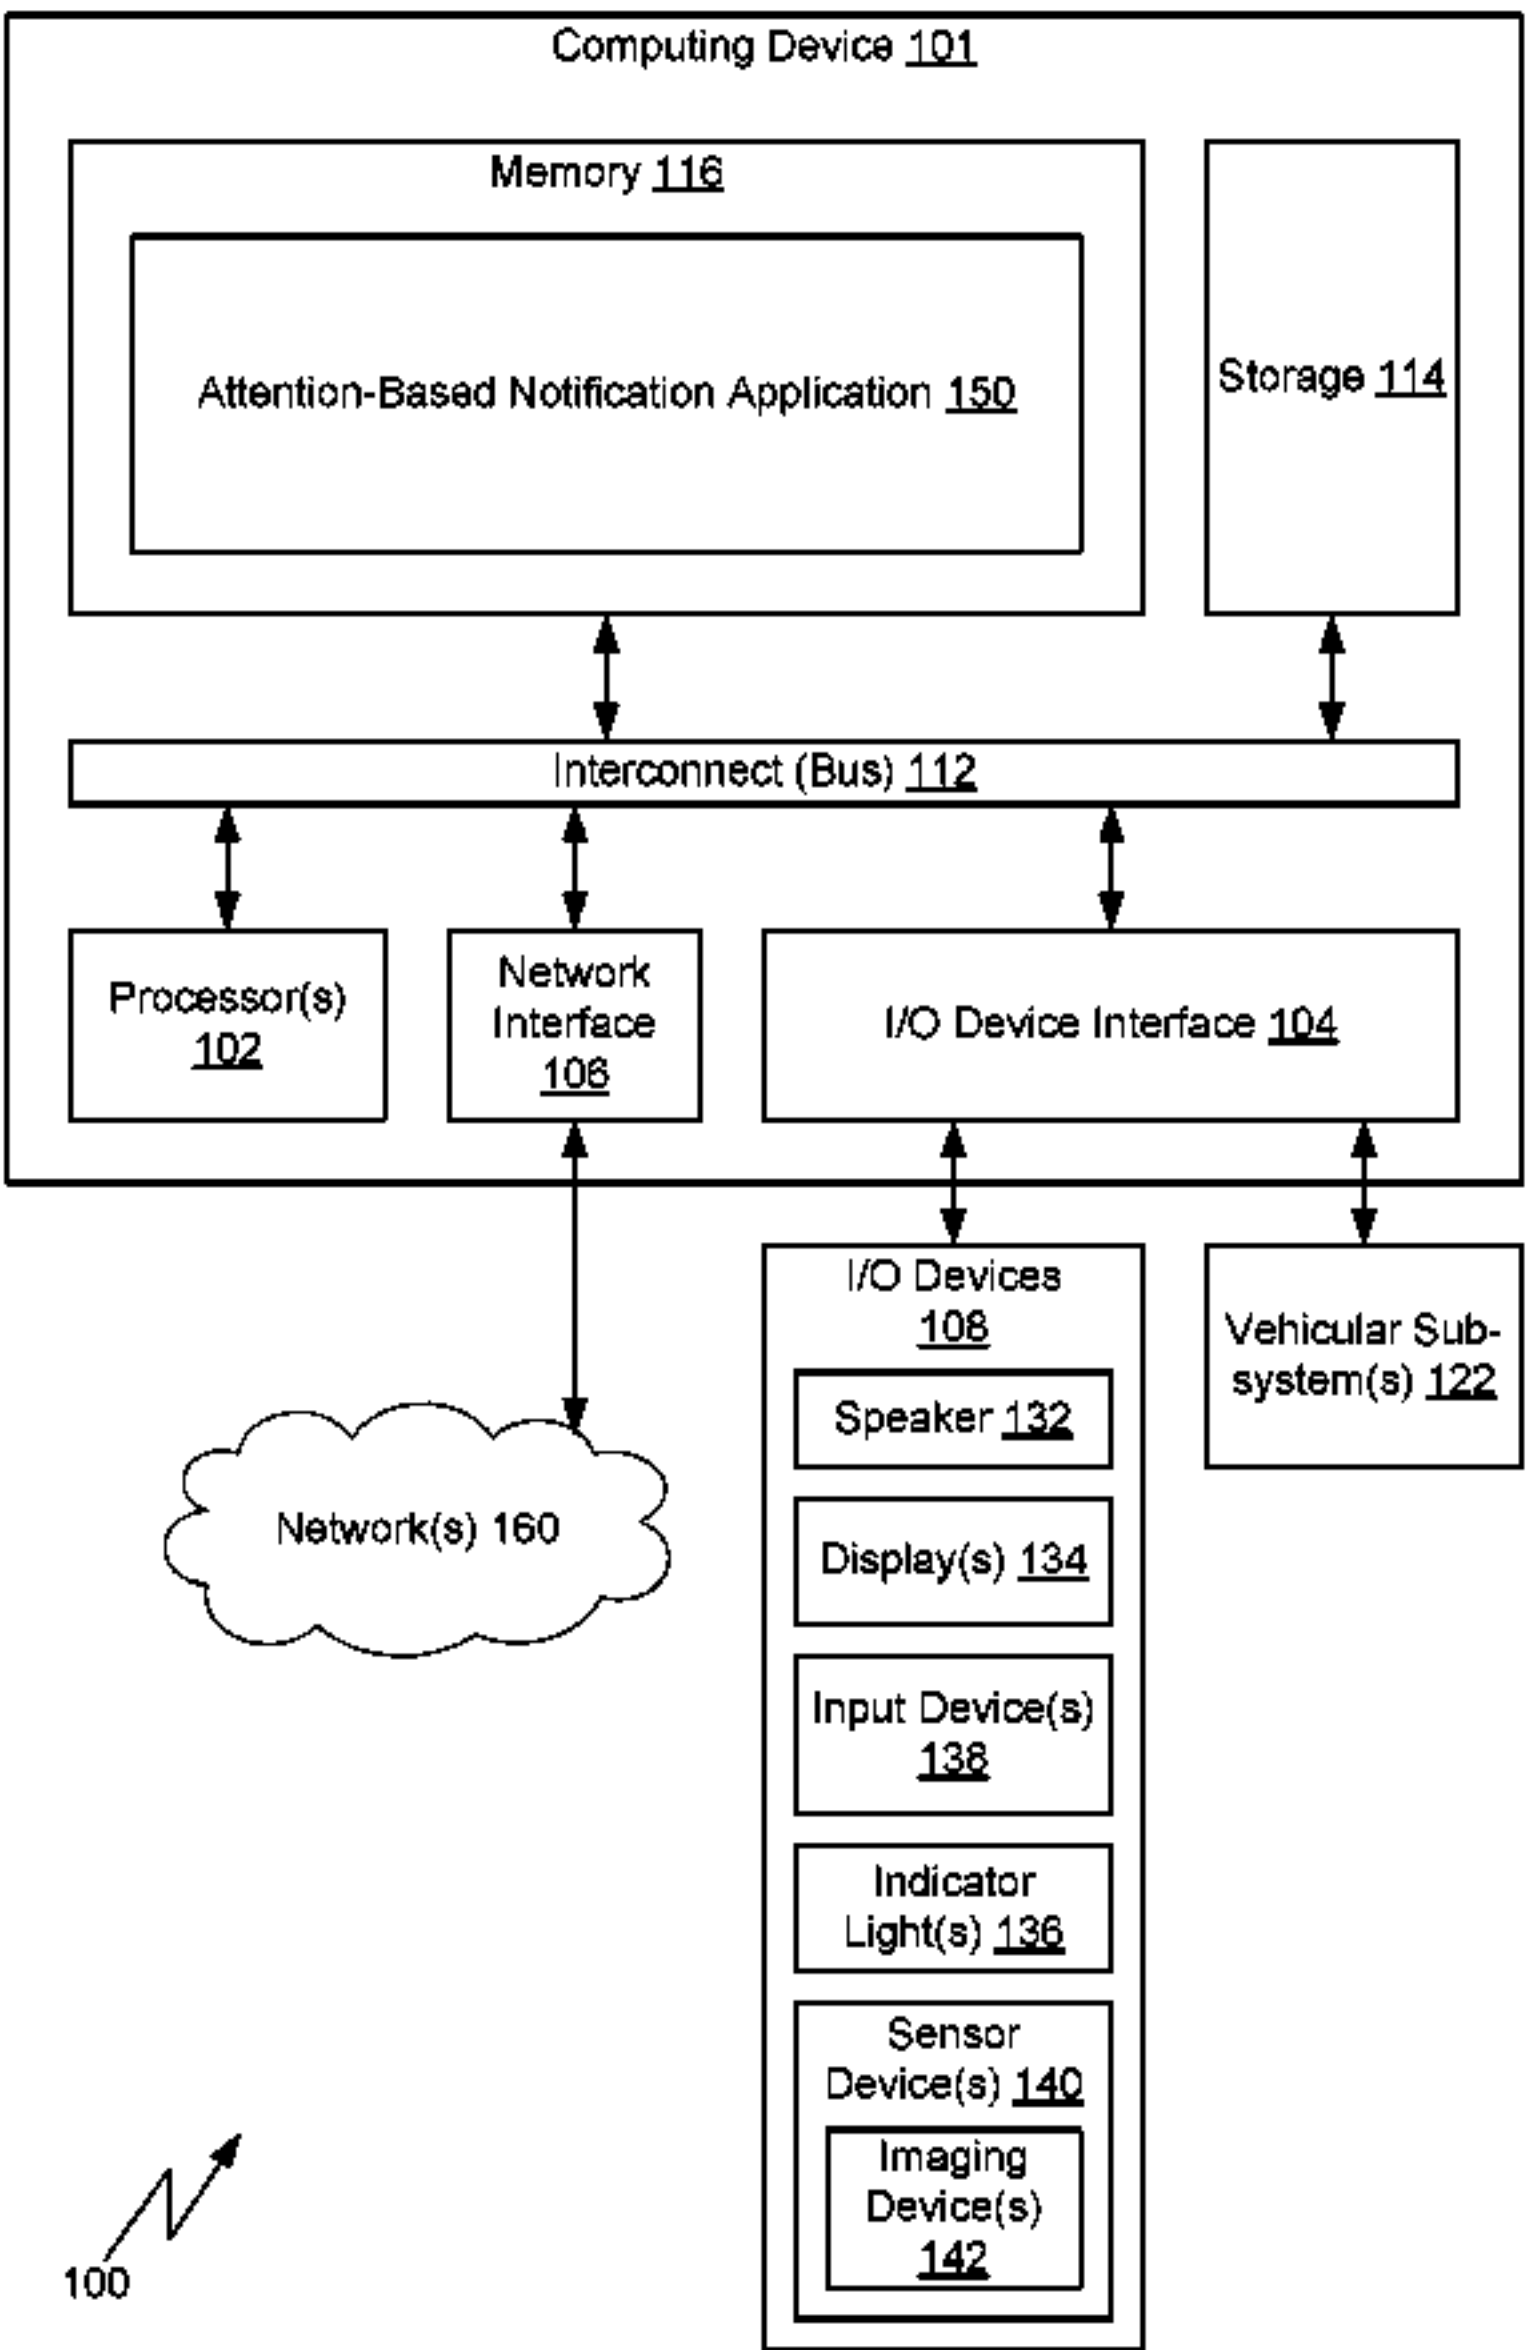 Computing Device 101
Memory 116
Attention-Based Notification Application 150
Storage 114
Interconnect (Bus) 112
Processor(s)
102
Network
Interface
106
I/O Device Interface 104
I/O Devices
108
Speaker 132
Display(s) 134
Input Device(s)
138
Indicator
Light(s) 136
Sensor
Device(s) 140
Imaging
Device(s)
142
Vehicular Sub-
system(s) 122
Network(s) 160
100